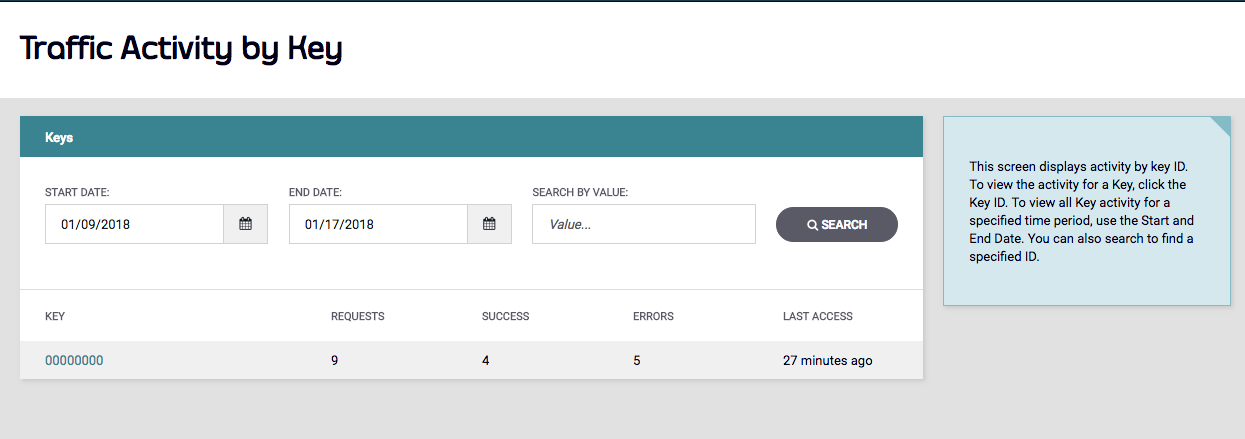 Traffic Activity by Key
Keys
START DATE:
END DATE:
SEARCH BY VALUE:
01/09/2018
01/17/2018
Value...
SEARCH
KEY
REQUESTS
SUCCESS
ERRORS
LAST ACCESS
00000000
9
4
5
27 minutes ago
This screen displays activity by key ID.
To view the activity for a Key, click the
Key ID. To view all Key activity for a
specified time period, use the Start and
End Date. You can also search to find a
specified ID.